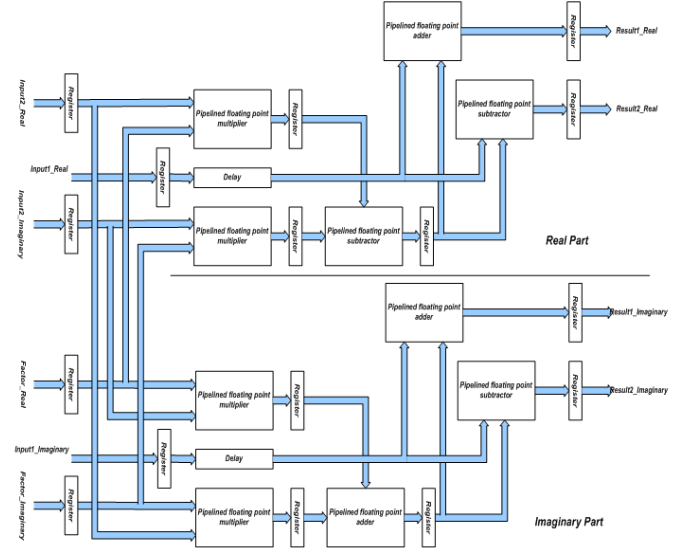 Pipelined floating point
adder
Register
Result1_Real
Input2_Real
Register
Pipelined floating point
multiplier
Register
Pipelined floating point
subtractor
Register
Result2_Real
Input1_Real
Register
Delay
Input2_Imaginary
Register
Pipelined floating point
multiplier
Register
Pipelined floating point
subtractor
Register
Real Part
Pipelined floating point
adder
Register
Result1_Imaginary
Factor_Real
Register
Pipelined floating point
multiplier
Register
Pipelined floating point
subtractor
Register
Result2_Imaginary
Input1_Imaginary
Register
Delay
Factor_Imaginary
Register
Pipelined floating point
multiplier
Register
Pipelined floating point
adder
Register
Imaginary Part